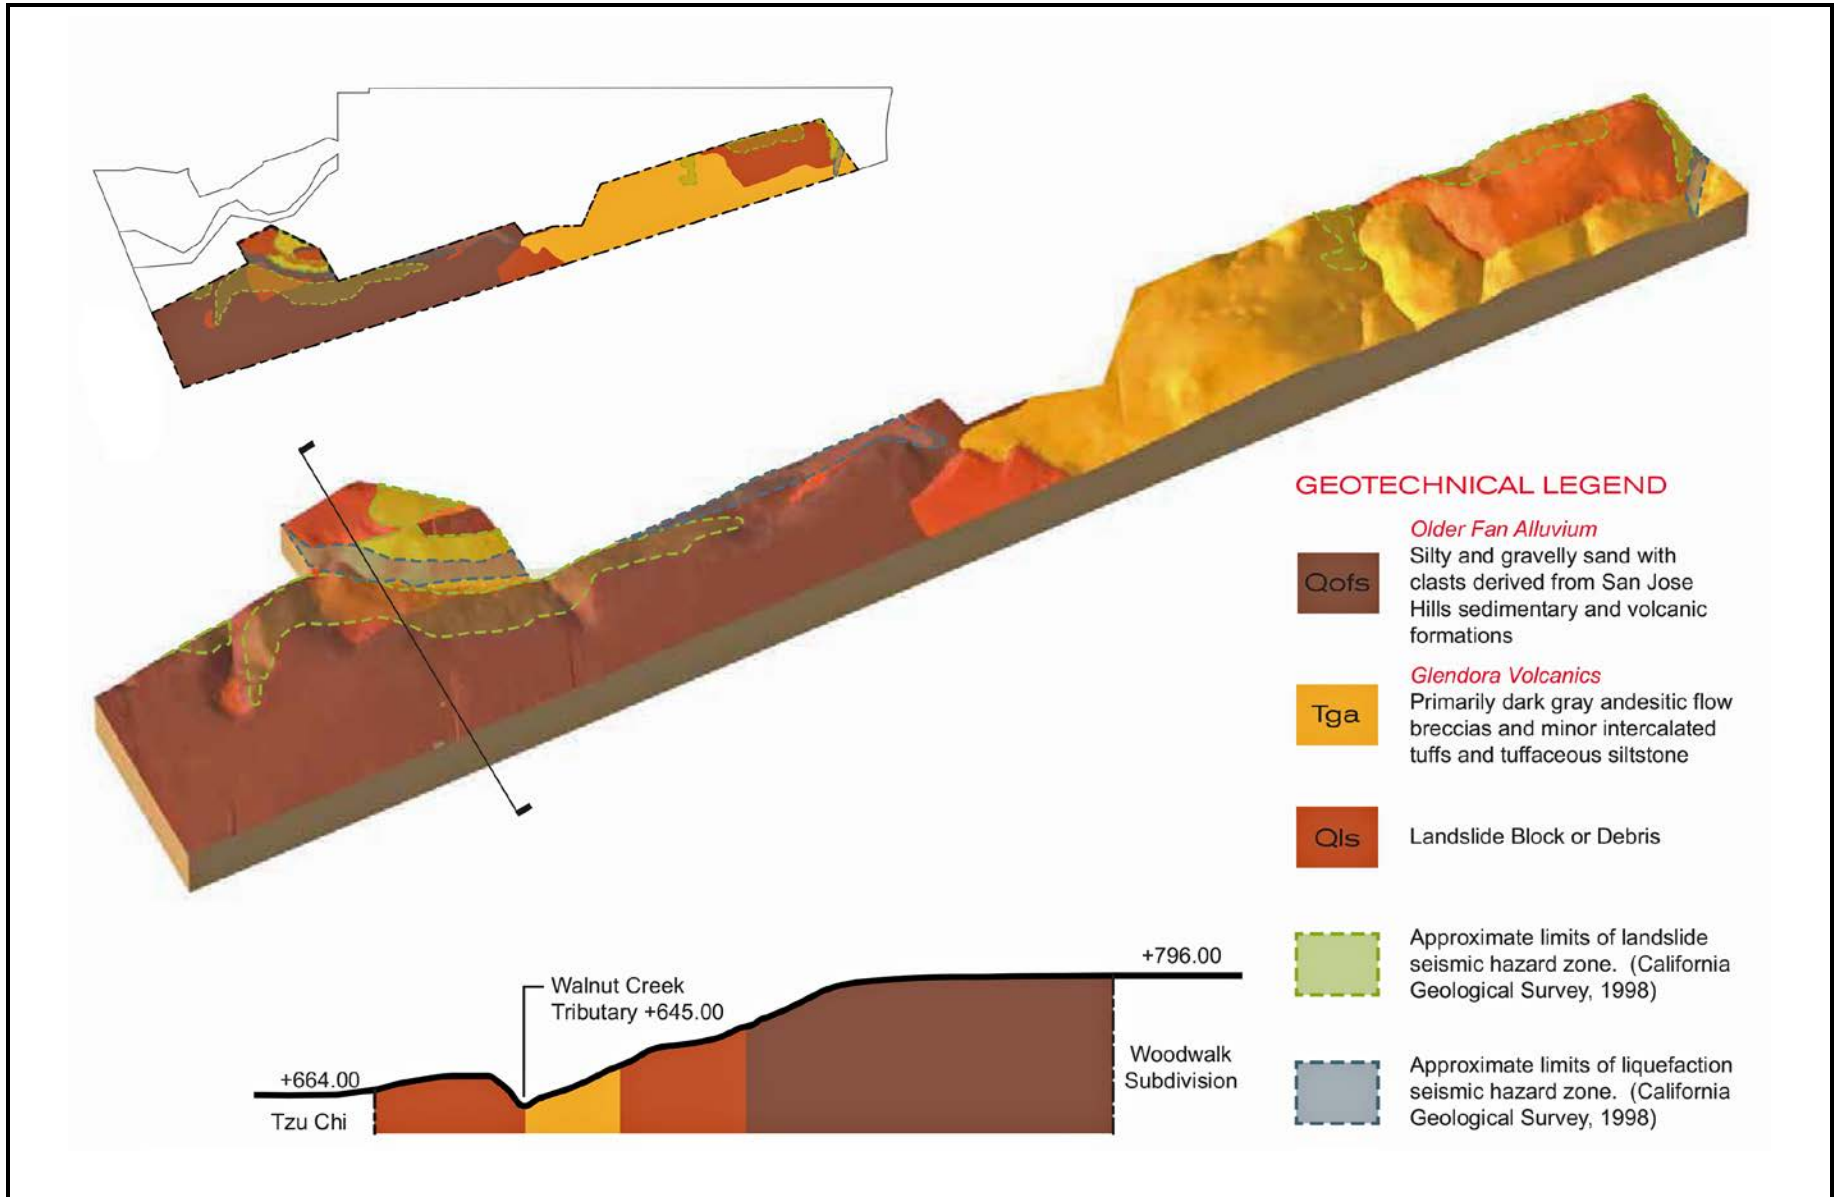 GEOTECHNICAL LEGEND
Qofs
Older Fan Alluvium
Silty and gravelly sand with
clasts derived from San Jose
Hills sedimentary and volcanic
formations
Tga
Glendora Volcanics
Primarily dark gray andesitic flow
breccias and minor intercalated
tuffs and tuffaceous siltstone
Qls
Landslide Block or Debris
Approximate limits of landslide
seismic hazard zone. (California
Geological Survey, 1998)
Approximate limits of liquefaction
seismic hazard zone. (California
Geological Survey, 1998)
+664.00
Tzu Chi
Walnut Creek
Tributary +645.00
+796.00
Woodwalk
Subdivision